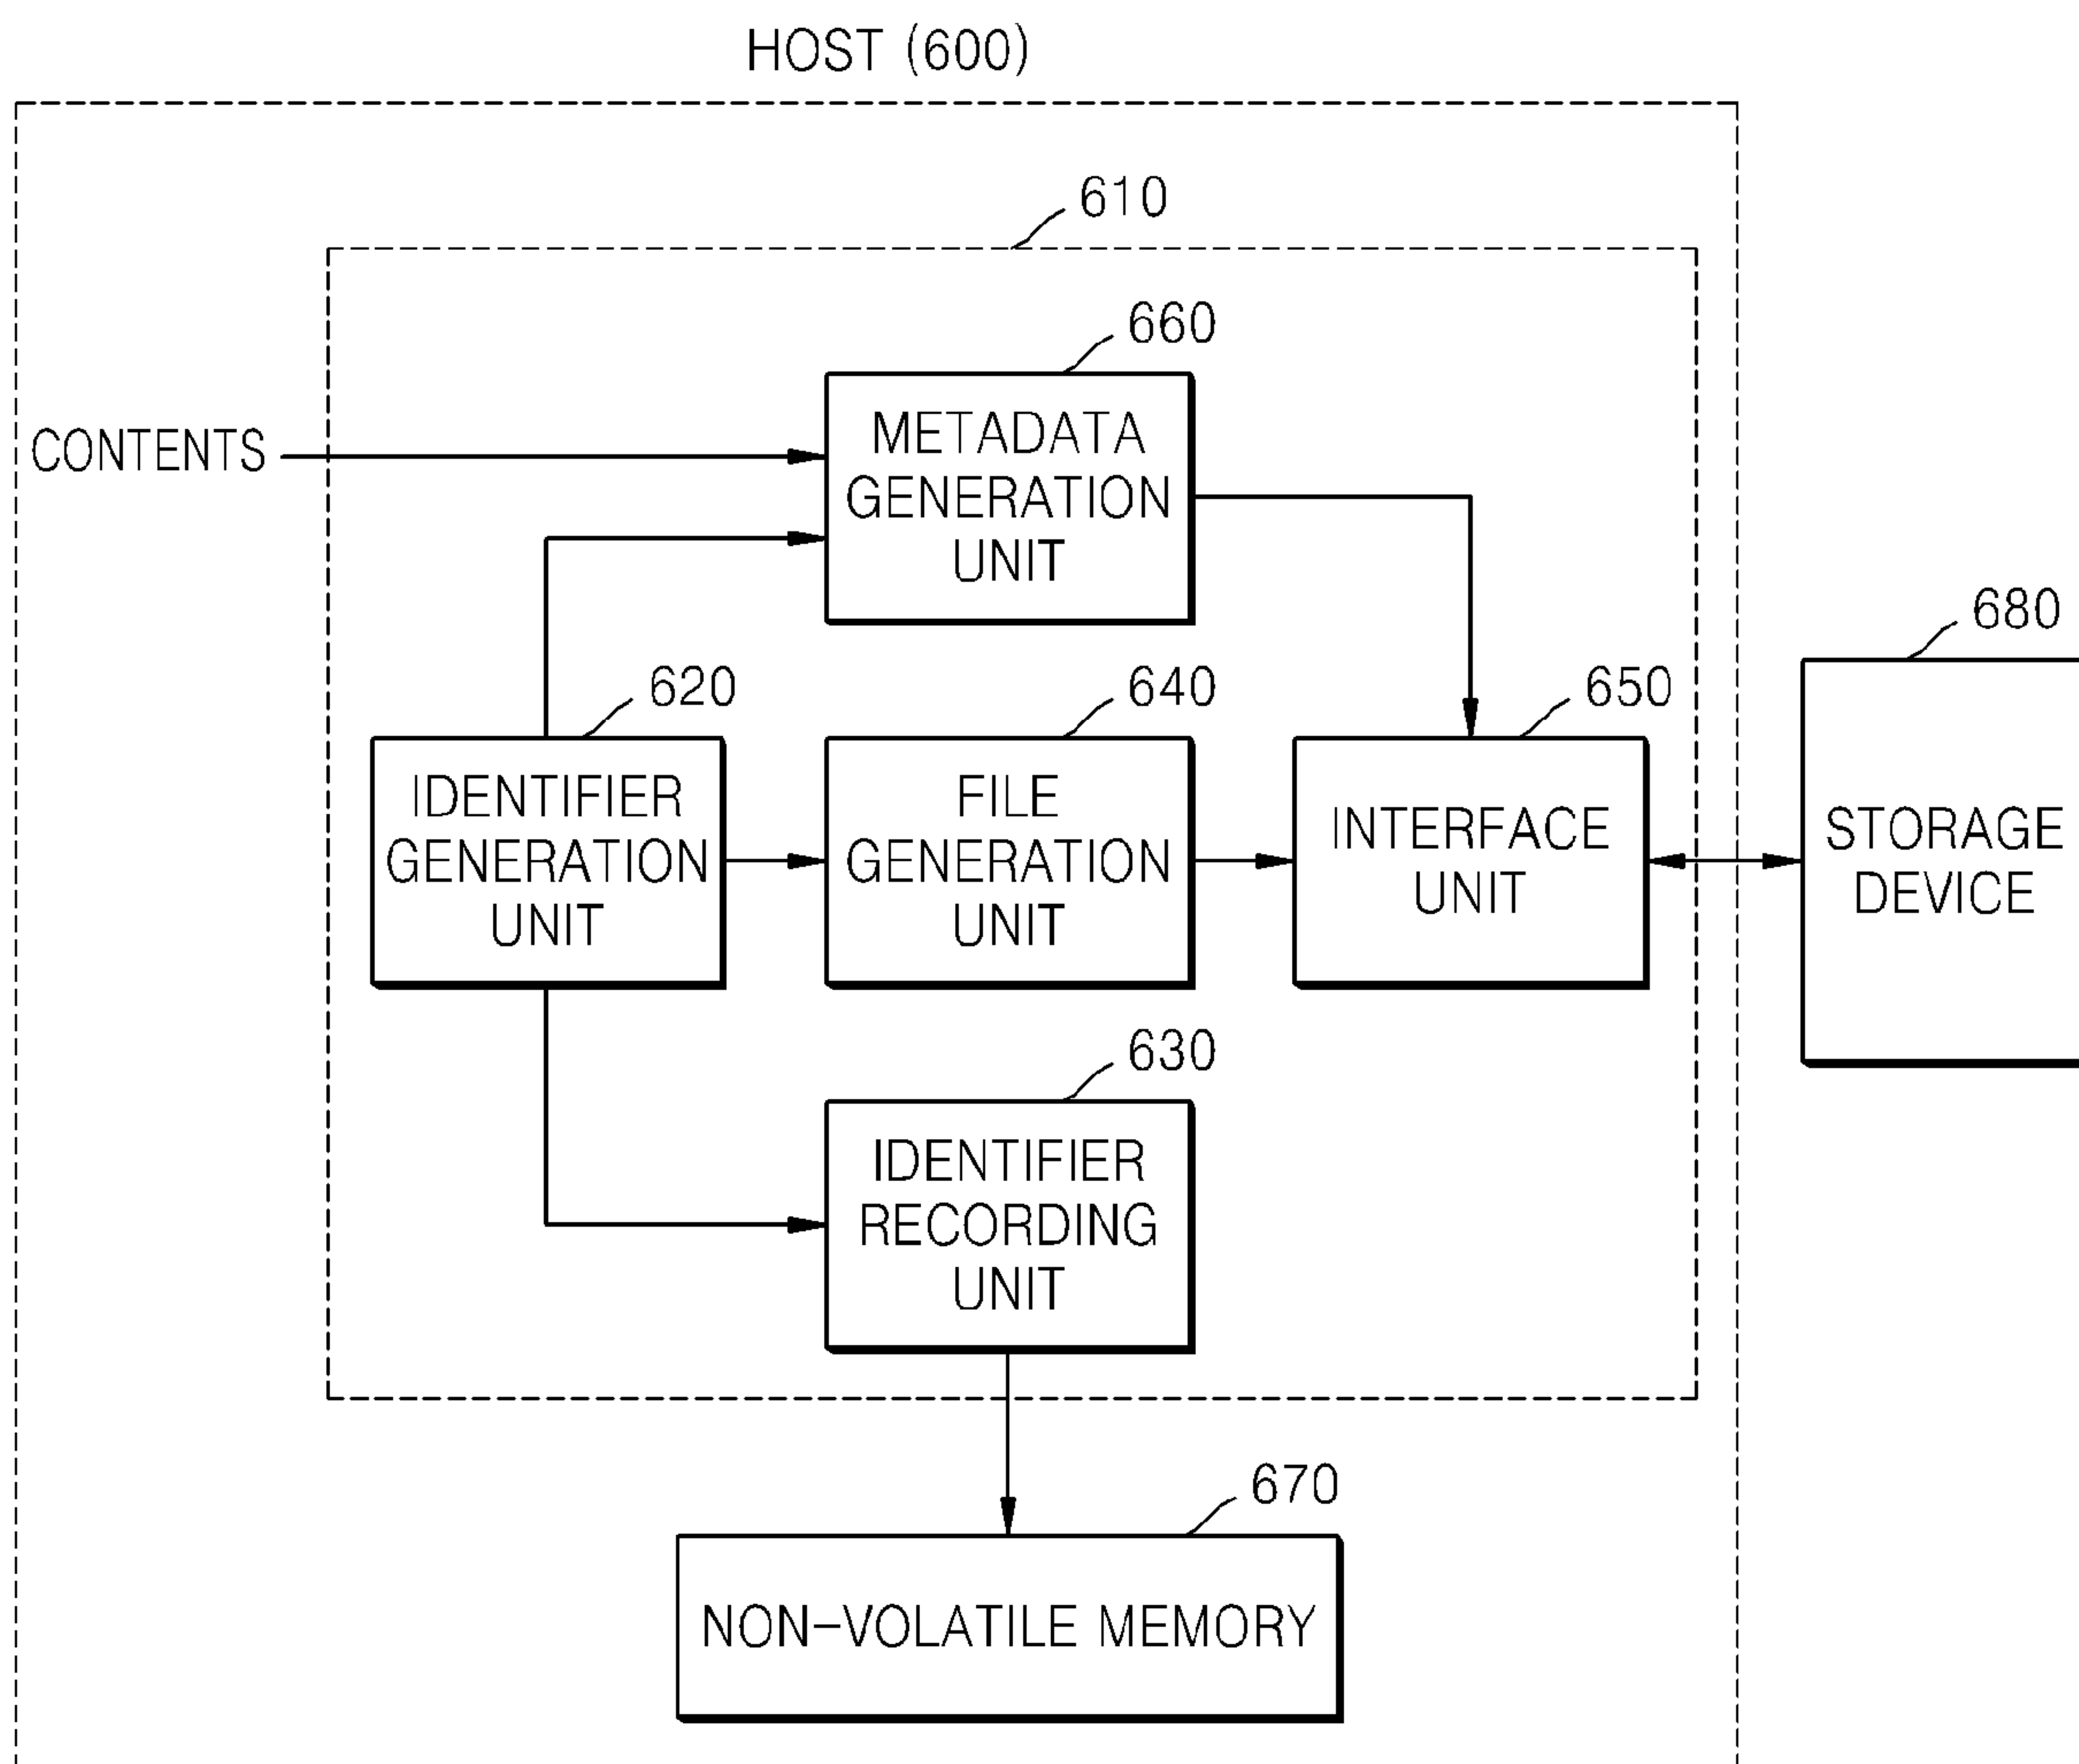 HOST (600)
610
660
CONTENTS
METADATA
GENERATION
UNIT
680
620
640
650
IDENTIFIER
GENERATION
UNIT
FILE
GENERATION
UNIT
INTERFACE
UNIT
STORAGE
DEVICE
630
IDENTIFIER
RECORDING
UNIT
670
NON-VOLATILE MEMORY